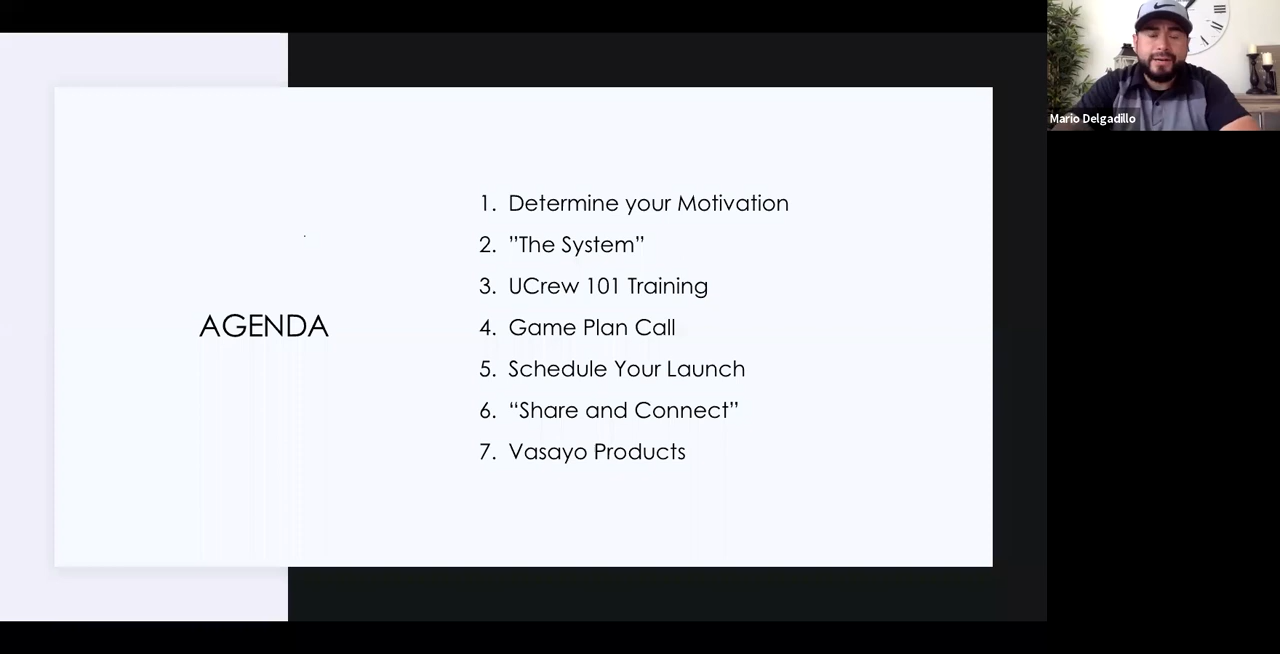 Mario Delgadillo
AGENDA
1. Determine your Motivation
2. ”The System”
3. UCrew 101 Training
4. Game Plan Call
5. Schedule Your Launch
6. “Share and Connect”
7. Vasayo Products